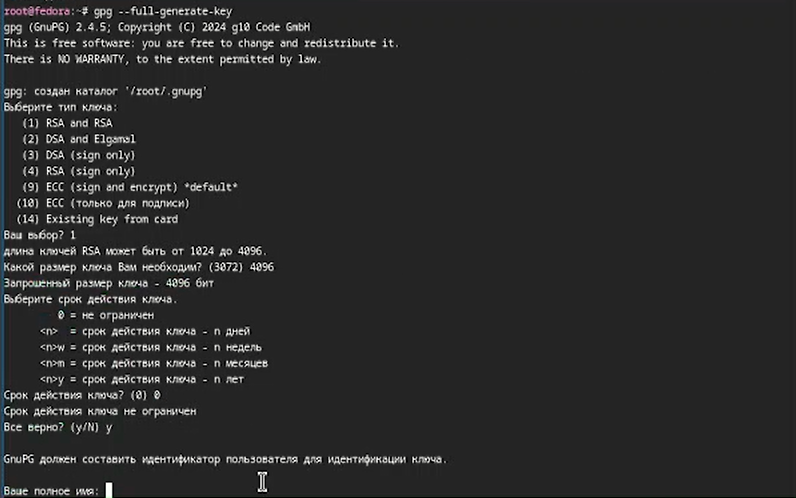 root@fedora:~# gpg --full-generate-key
gpg (GnuPG) 2.4.5; Copyright (C) 2024 g10 Code GmbH
This is free software: you are free to change and redistribute it.
There is NO WARRANTY, to the extent permitted by law.
gpg: создан каталог '/root/.gnupg'
Выберите тип ключа:
(1) RSA and RSA
(2) DSA and Elgamal
(3) DSA (sign only)
(4) RSA (sign only)
(9) ECC (sign and encrypt) *default*
(10) ECC (только для подписи)
(14) Existing key from card
Ваш выбор? 1
длина ключей RSA может быть от 1024 до 4096.
Какой размер ключа Вам необходим? (3072) 4096
Запрошенный размер ключа - 4096 бит
Выберите срок действия ключа.
0 = не ограничен
<n> = срок действия ключа - n дней
<n>w = срок действия ключа - n недель
<n>m = срок действия ключа - n месяцев
<n>y = срок действия ключа - n лет
Срок действия ключа? (0) 0
Срок действия ключа не ограничен
Все верно? (y/N) y
GnuPG должен составить идентификатор пользователя для идентификации ключа.
Ваше полное имя: